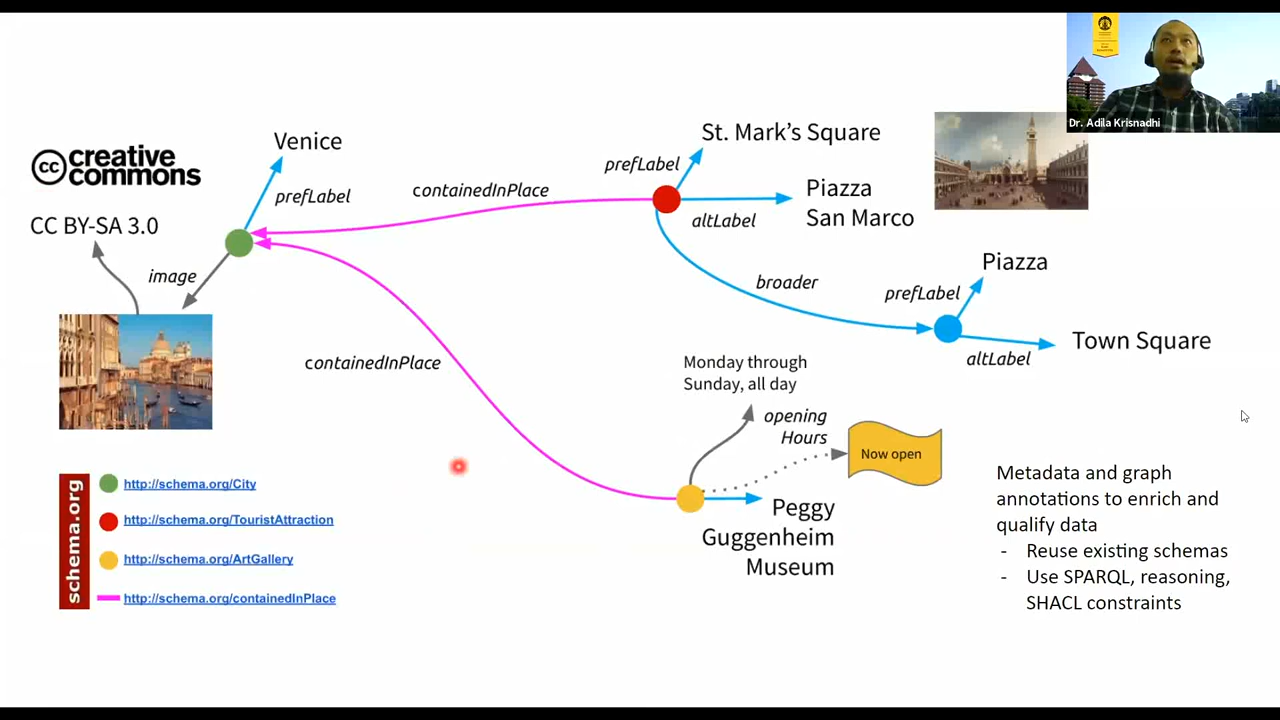 Dr. Adila Krisnadhi
cc creative
commons
CC BY-SA 3.0
Venice
prefLabel
image
containedInPlace
containedInPlace
St. Mark's Square
prefLabel
Piazza
San Marco
altLabel
broader
Piazza
prefLabel
Town Square
altLabel
Monday through
Sunday, all day
opening
Hours
Now open
Peggy
Guggenheim
Museum
schema.org
http://schema.org/City
http://schema.org/TouristAttraction
http://schema.org/ArtGallery
http://schema.org/containedInPlace
Metadata and graph
annotations to enrich and
qualify data
- Reuse existing schemas
- Use SPARQL, reasoning,
SHACL constraints